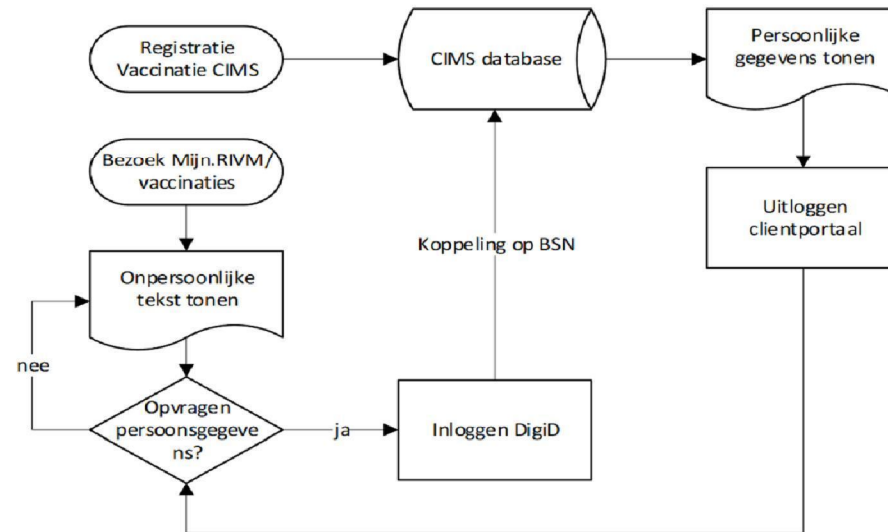 Registratie
Vaccinatie CIMS
CIMS database
Persoonlijke
gegevens tonen
Bezoek Mijn.RIVM/
vaccinaties
Uitloggen
clientportaal
Koppeling op BSN
Onpersoonlijke
tekst tonen
nee
Opvragen
persoonsgegeve
ns?
ja
Inloggen DigiD